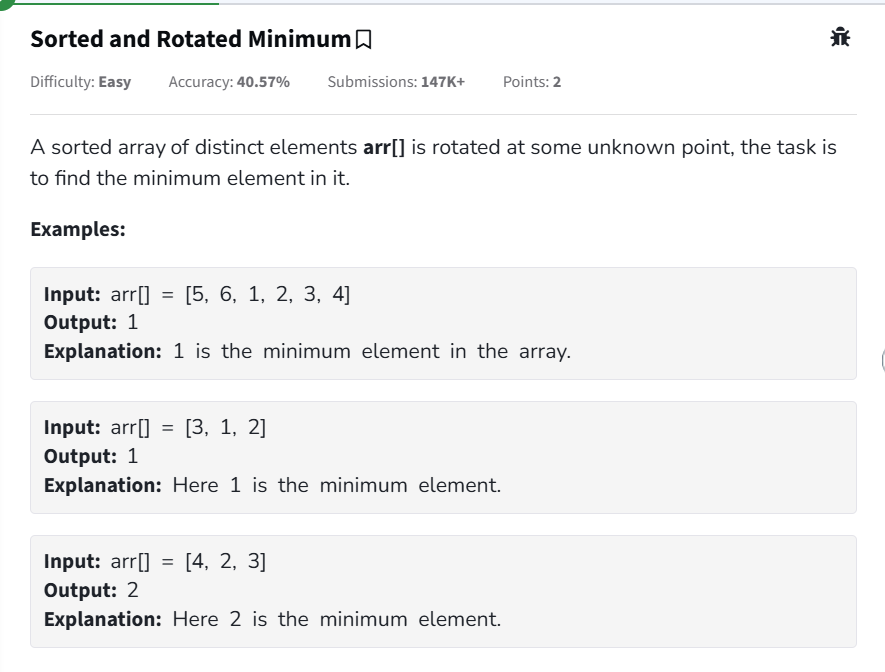 Sorted and Rotated Minimum
Difficulty: Easy Accuracy: 40.57% Submissions: 147K+ Points: 2
A sorted array of distinct elements arr[] is rotated at some unknown point, the task is
to find the minimum element in it.
Examples:
Input: arr[] = [5, 6, 1, 2, 3, 4]
Output: 1
Explanation: 1 is the minimum element in the array.
Input: arr[] = [3, 1, 2]
Output: 1
Explanation: Here 1 is the minimum element.
Input: arr[] = [4, 2, 3]
Output: 2
Explanation: Here 2 is the minimum element.